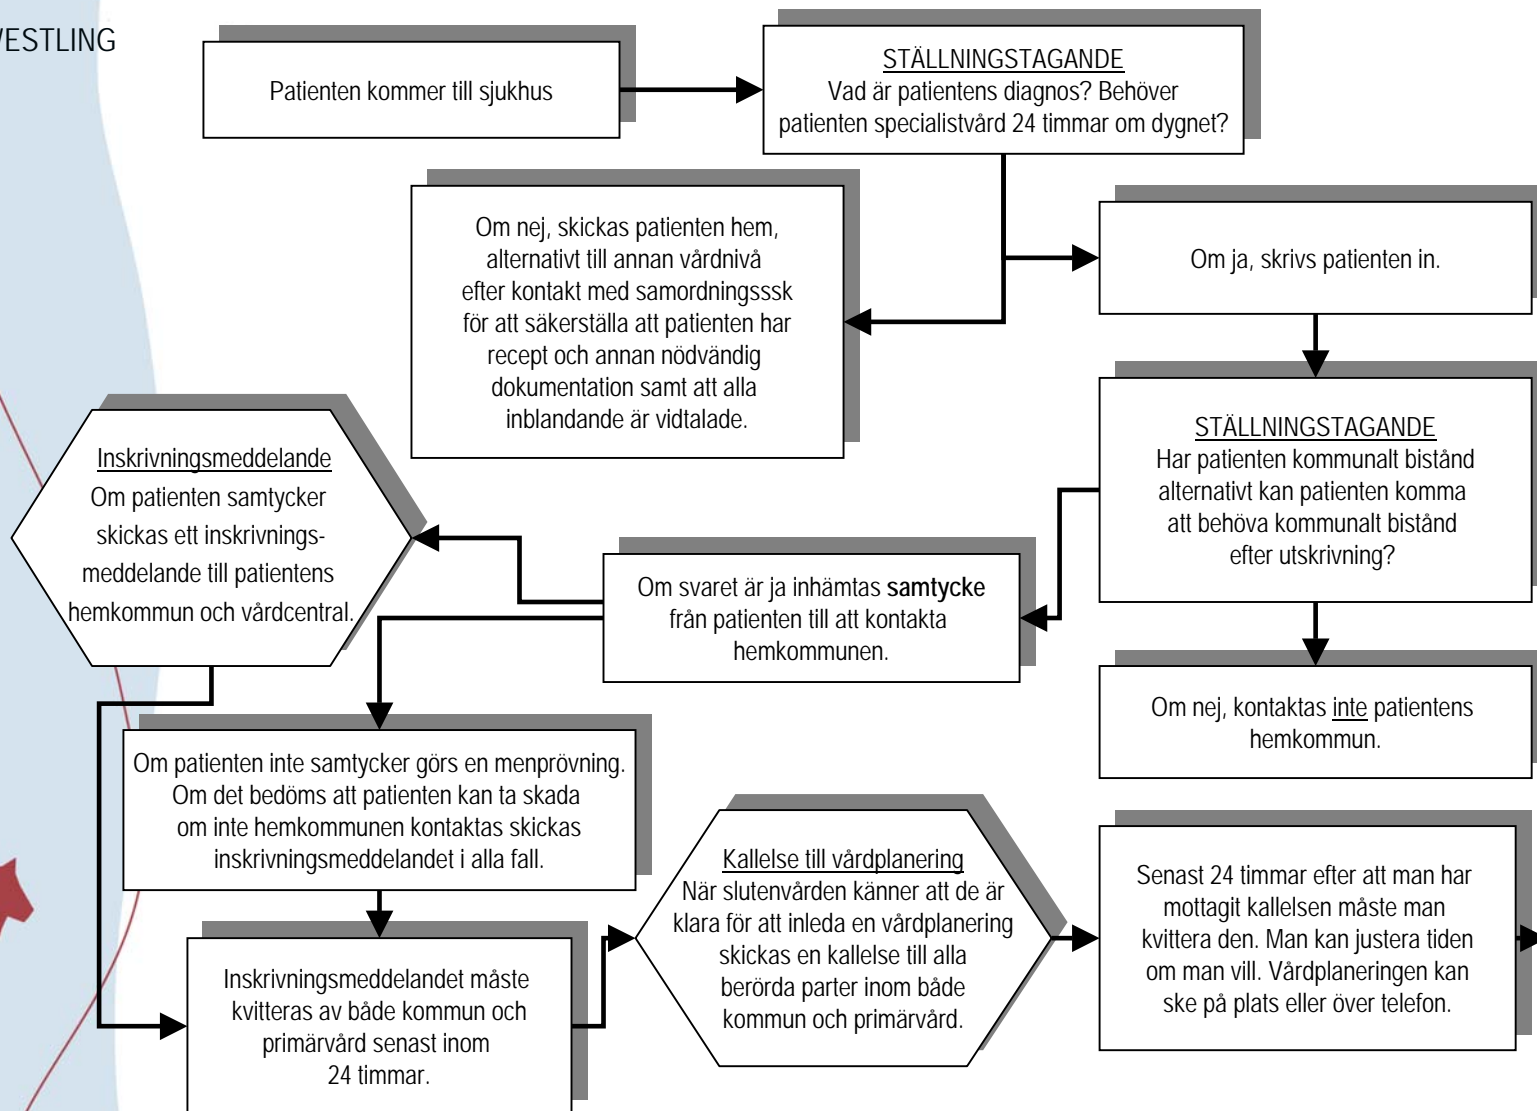 WESTLING
Patienten kommer till sjukhus
STÄLLNINGSTAGANDE
Vad är patientens diagnos? Behöver
patienten specialistvård 24 timmar om dygnet?
Om nej, skickas patienten hem,
alternativt till annan vårdnivå
efter kontakt med samordningsssk
för att säkerställa att patienten har
recept och annan nödvändig
dokumentation samt att alla
inblandande är vidtalade.
Om ja, skrivs patienten in.
STÄLLNINGSTAGANDE
Har patienten kommunalt bistånd
alternativt kan patienten komma
att behöva kommunalt bistånd
efter utskrivning?
Inskrivningsmeddelande
Om patienten samtycker
skickas ett inskrivnings-
meddelande till patientens
hemkommun och vårdcentral.
Om svaret är ja inhämtas samtycke
från patienten till att kontakta
hemkommunen.
Om nej, kontaktas inte patientens
hemkommun.
Om patienten inte samtycker görs en menprövning.
Om det bedöms att patienten kan ta skada
om inte hemkommunen kontaktas skickas
inskrivningsmeddelandet i alla fall.
Inskrivningsmeddelandet måste
kvitteras av både kommun och
primärvård senast inom
24 timmar.
Kallelse till vårdplanering
När slutenvården känner att de är
klara för att inleda en vårdplanering
skickas en kallelse till alla
berörda parter inom både
kommun och primärvård.
Senast 24 timmar efter att man har
mottagit kallelsen måste man
kvittera den. Man kan justera tiden
om man vill. Vårdplaneringen kan
ske på plats eller över telefon.